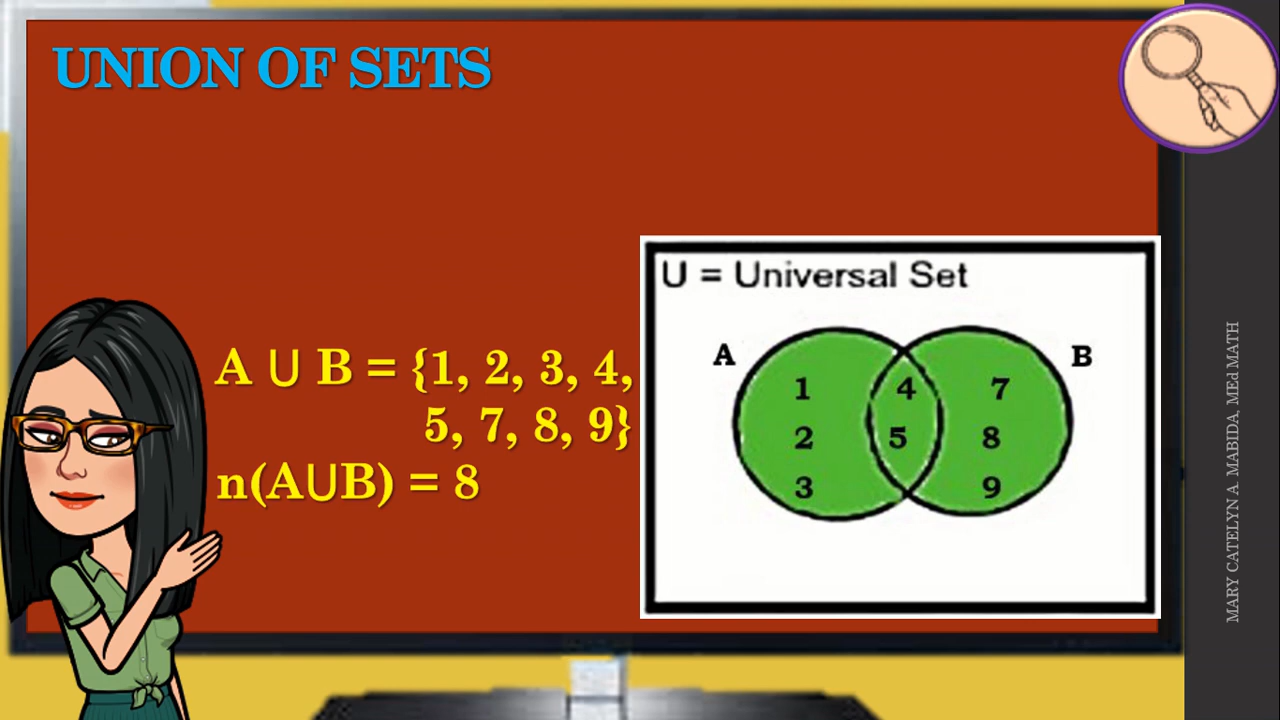 UNION OF SETS
A ∪ B = {1, 2, 3, 4,
5, 7, 8, 9}
n(A∪B) = 8
U = Universal Set
A B
1 4 7
2 5 8
3 9
MARY CATELYN A. MABIDA, MEd MATH